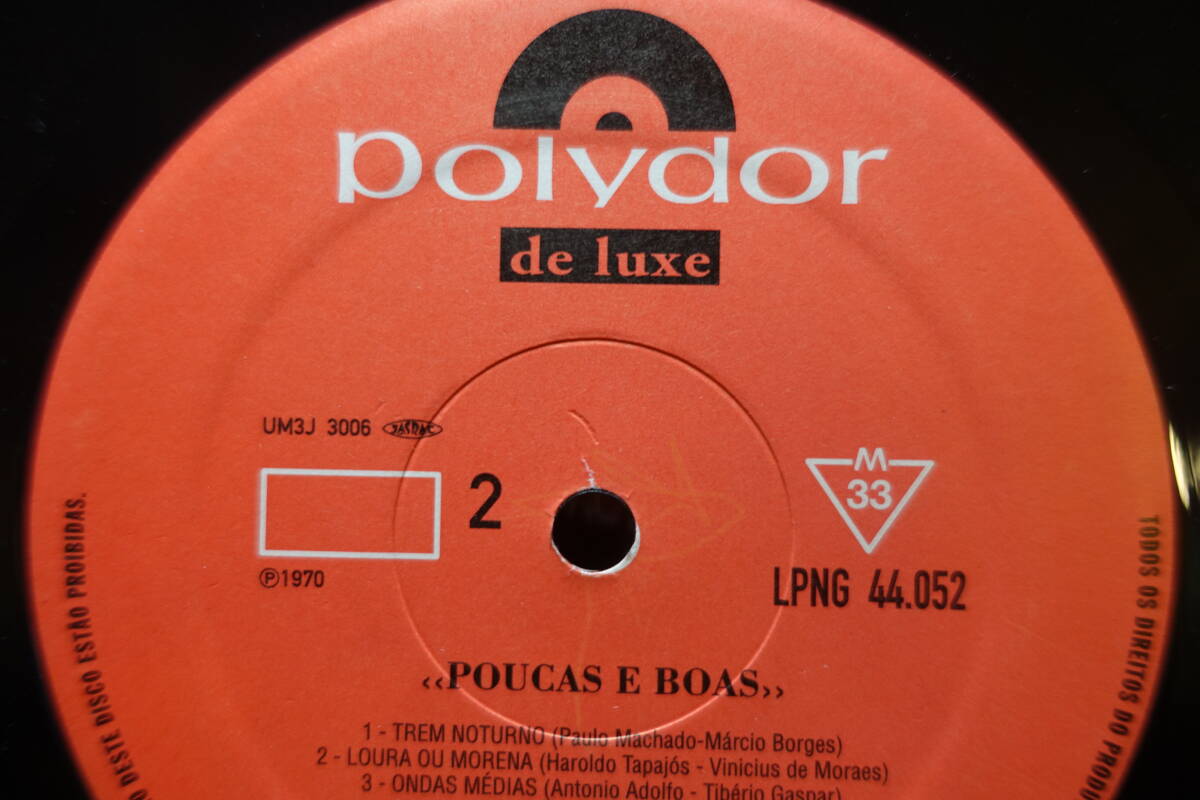 polydor
de luxe
UM3J 3006 JASRAC
2
M
33
℗1970
LPNG 44.052
‹‹POUCAS E BOAS››
1 - TREM NOTURNO (Paulo Machado-Márcio Borges)
2 - LOURA OU MORENA (Haroldo Tapajós - Vinicius de Moraes)
3 - ONDAS MÉDIAS (Antonio Adolfo - Tibério Gaspar)
O DESTE DISCO ESTÃO PROIBIDAS.
TODOS OS DIREITOS DO PRODU